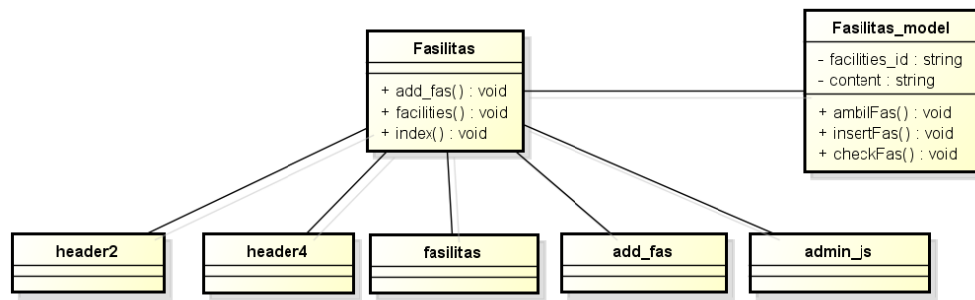 Fasilitas
+ add_fas() : void
+ facilities() : void
+ index() : void
Fasilitas_model
- facilities_id : string
- content : string
+ ambilFas() : void
+ insertFas() : void
+ checkFas() : void
header2
header4
fasilitas
add_fas
admin_js